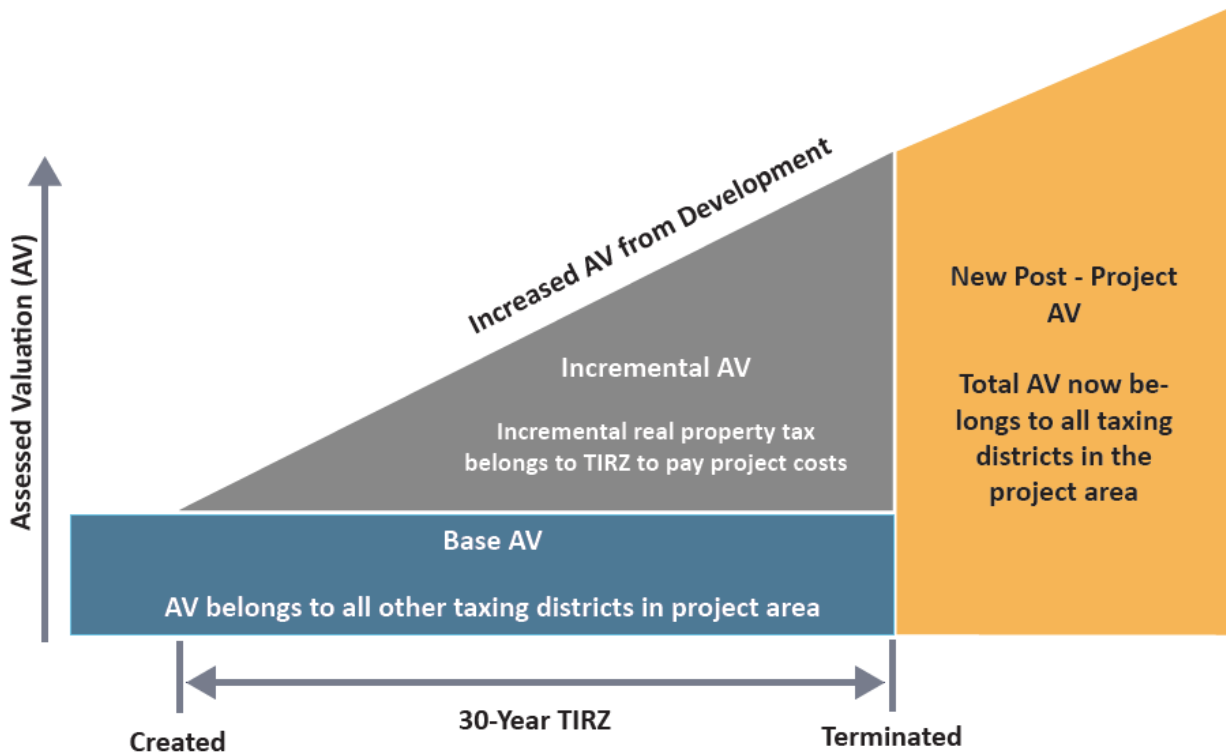 Assessed Valuation (AV)
Increased AV from Development
Incremental AV
Incremental real property tax
belongs to TIRZ to pay project costs
Base AV
AV belongs to all other taxing districts in project area
New Post - Project
AV
Total AV now be-
longs to all taxing
districts in the
project area
30-Year TIRZ
Created
Terminated